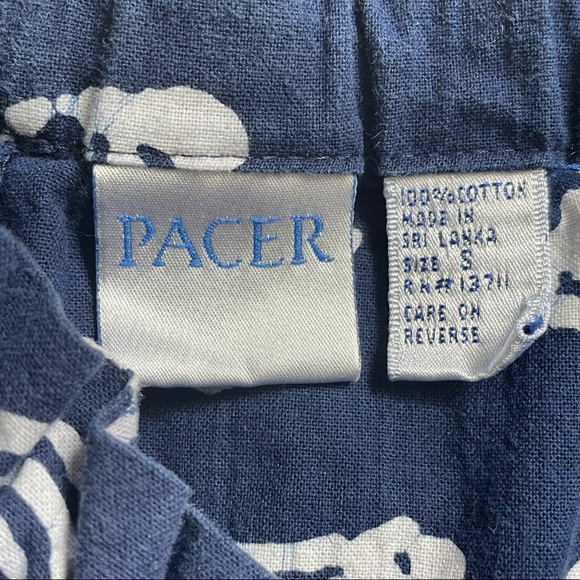 PACER
100% COTTON
MADE IN
SRI LANKA
SIZE S
RN# 13711
CARE ON
REVERSE